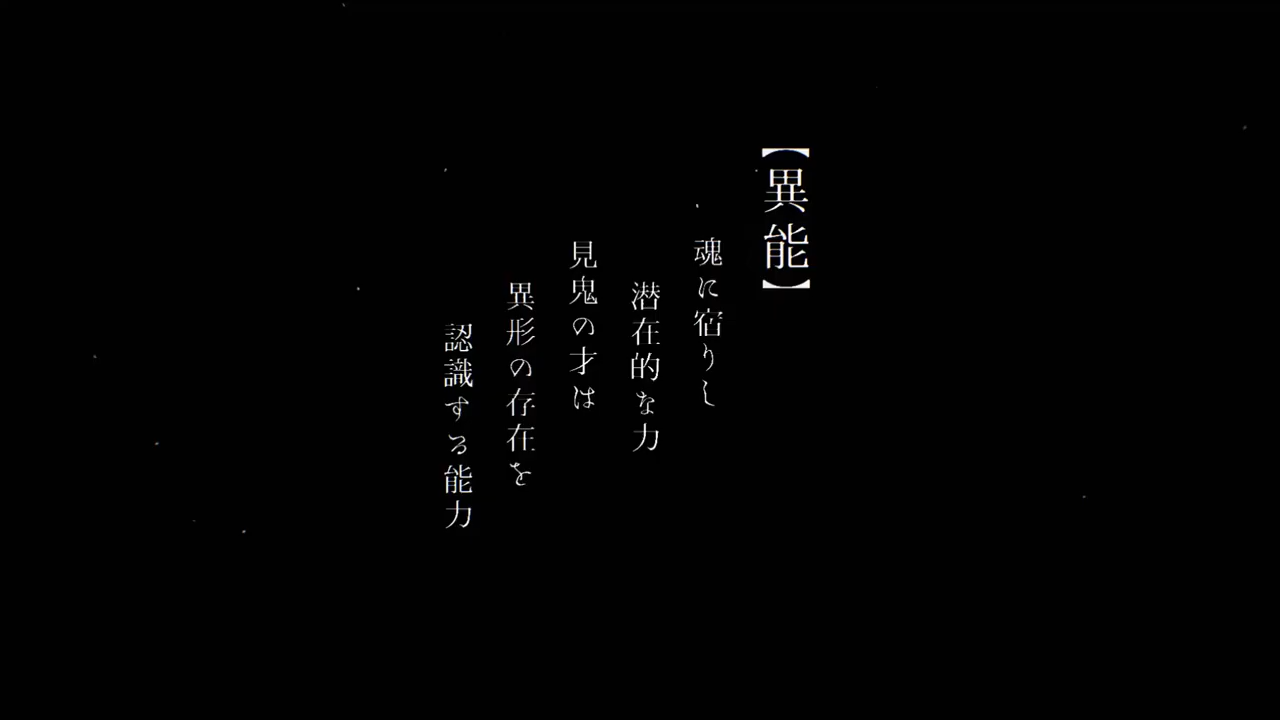 【異能】
魂に宿りし
潜在的な力
見鬼の才は
異形の存在を
認識する能力